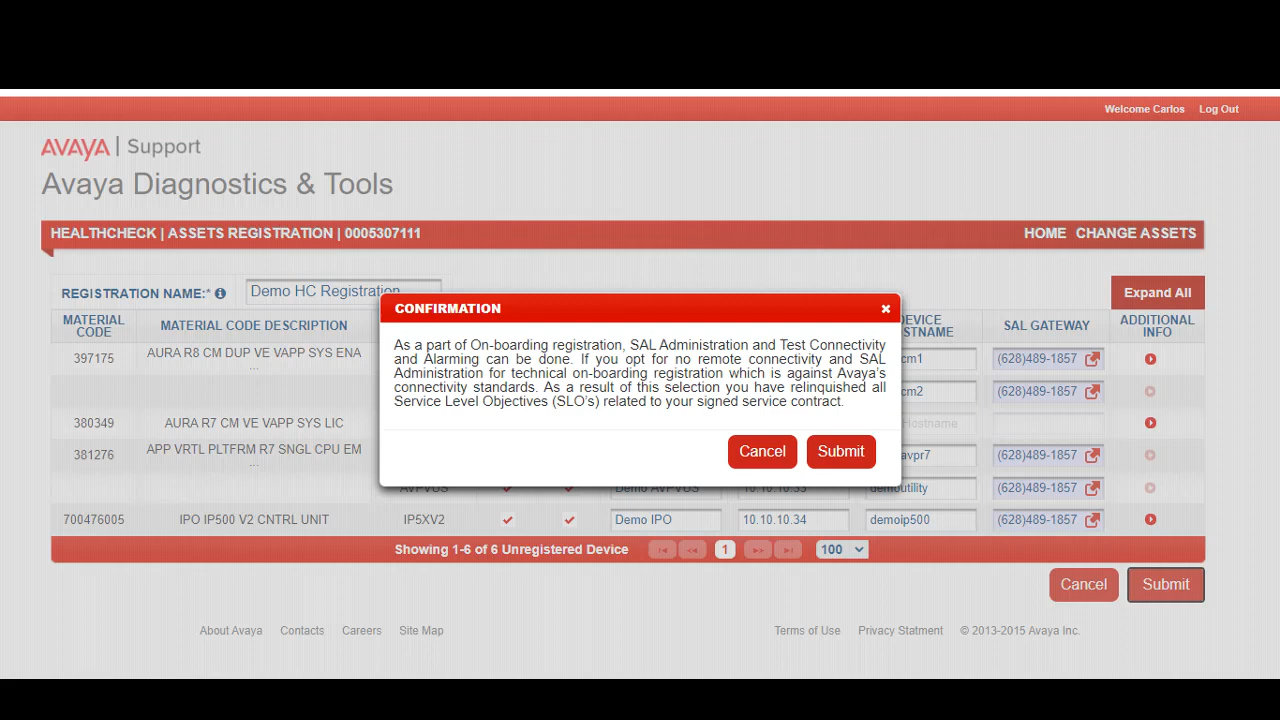 Welcome Carlos Log Out
AVAYA | Support
Avaya Diagnostics & Tools
HEALTHCHECK | ASSETS REGISTRATION | 0005307111 HOME CHANGE ASSETS
REGISTRATION NAME:* Demo HC Registration Expand All
MATERIAL CODE MATERIAL CODE DESCRIPTION SAL GATEWAY ADDITIONAL INFO
CONFIRMATION
As a part of On-boarding registration, SAL Administration and Test Connectivity
and Alarming can be done. If you opt for no remote connectivity and SAL
Administration for technical on-boarding registration which is against Avaya's
connectivity standards. As a result of this selection you have relinquished all
Service Level Objectives (SLO's) related to your signed service contract.
Cancel Submit
397175 AURA R8 CM DUP VE VAPP SYS ENA ... (628)489-1857
(628)489-1857
380349 AURA R7 CM VE VAPP SYS LIC Hostname
381276 APP VRTL PLTFRM R7 SNGL CPU EM ... (628)489-1857
AVPVUS Demo AVPVUS 10.10.10.33 demoutility (628)489-1857
700476005 IPO IP500 V2 CNTRL UNIT IP5XV2 Demo IPO 10.10.10.34 demoip500 (628)489-1857
Showing 1-6 of 6 Unregistered Device 1 100
Cancel Submit
About Avaya Contacts Careers Site Map Terms of Use Privacy Statment © 2013-2015 Avaya Inc.